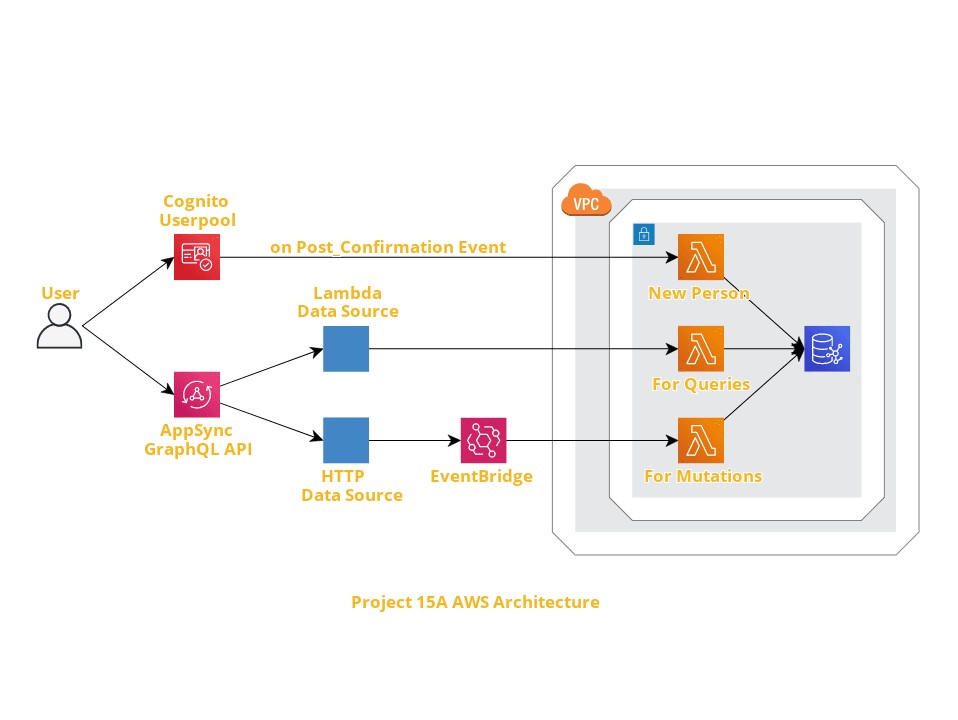 Cognito
Userpool
VPC
on Post_Confirmation Event
User
Lambda
Data Source
New Person
For Queries
AppSync
GraphQL API
HTTP
Data Source
EventBridge
For Mutations
Project 15A AWS Architecture